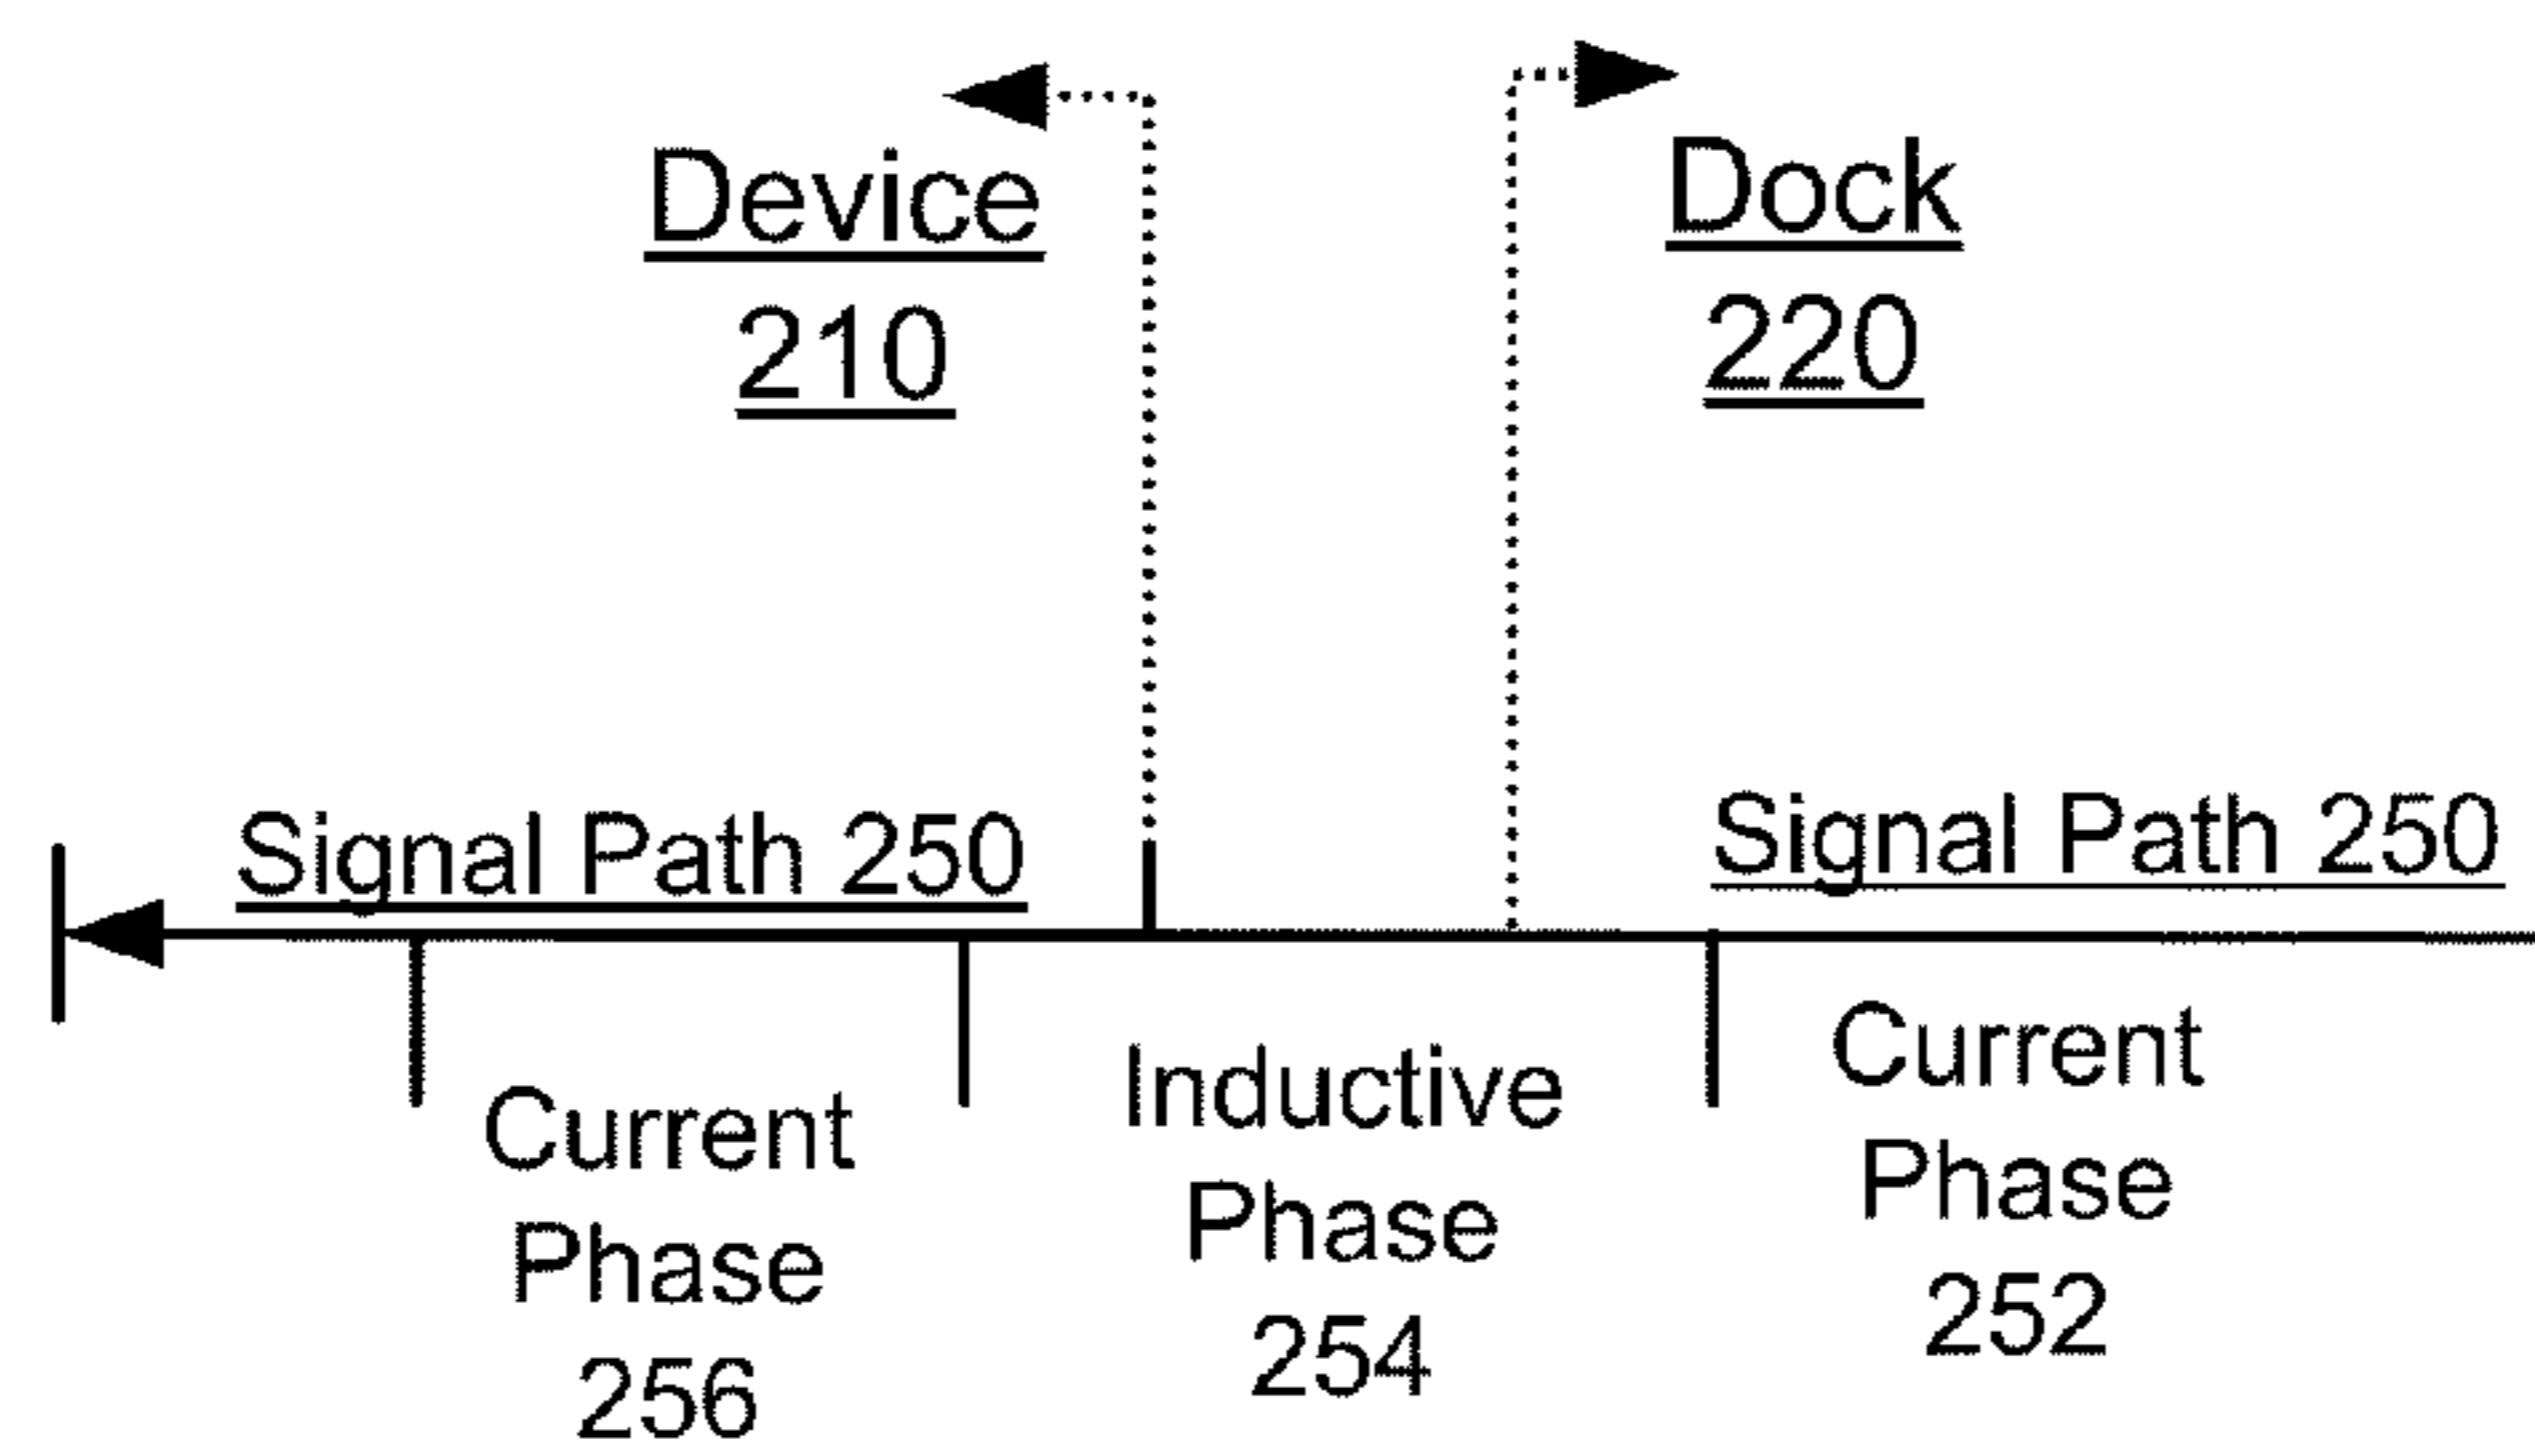 Device
210
Dock
220
Signal Path 250
Signal Path 250
Current
Phase
256
Inductive
Phase
254
Current
Phase
252